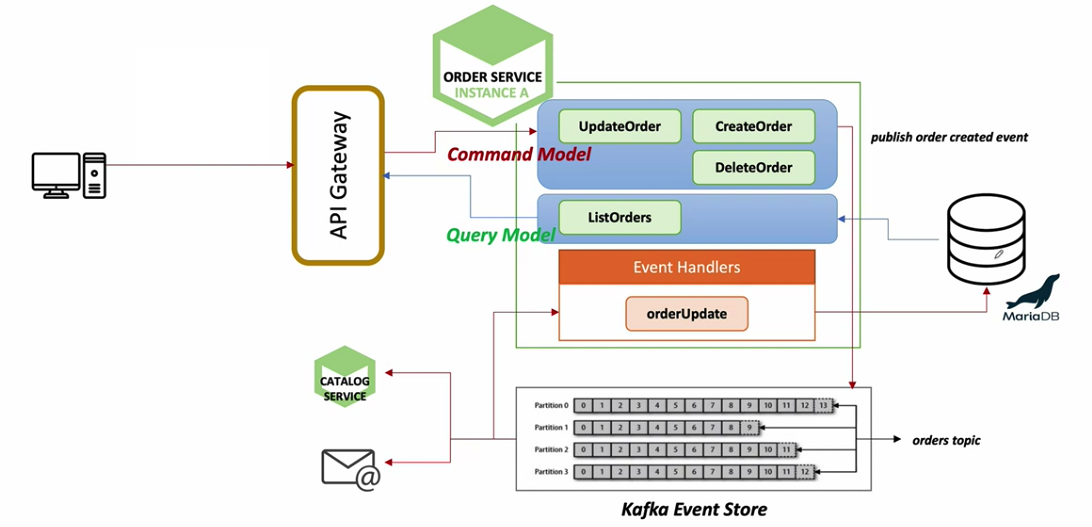 ORDER SERVICE
INSTANCE A
API Gateway
UpdateOrder
CreateOrder
DeleteOrder
Command Model
publish order created event
ListOrders
Query Model
Event Handlers
orderUpdate
MariaDB
CATALOG
SERVICE
@
Partition 0 0 1 2 3 4 5 6 7 8 9 10 11 12 13
Partition 1 0 1 2 3 4 5 6 7 8 9
Partition 2 0 1 2 3 4 5 6 7 8 9 10 11
Partition 3 0 1 2 3 4 5 6 7 8 9 10 11 12
orders topic
Kafka Event Store